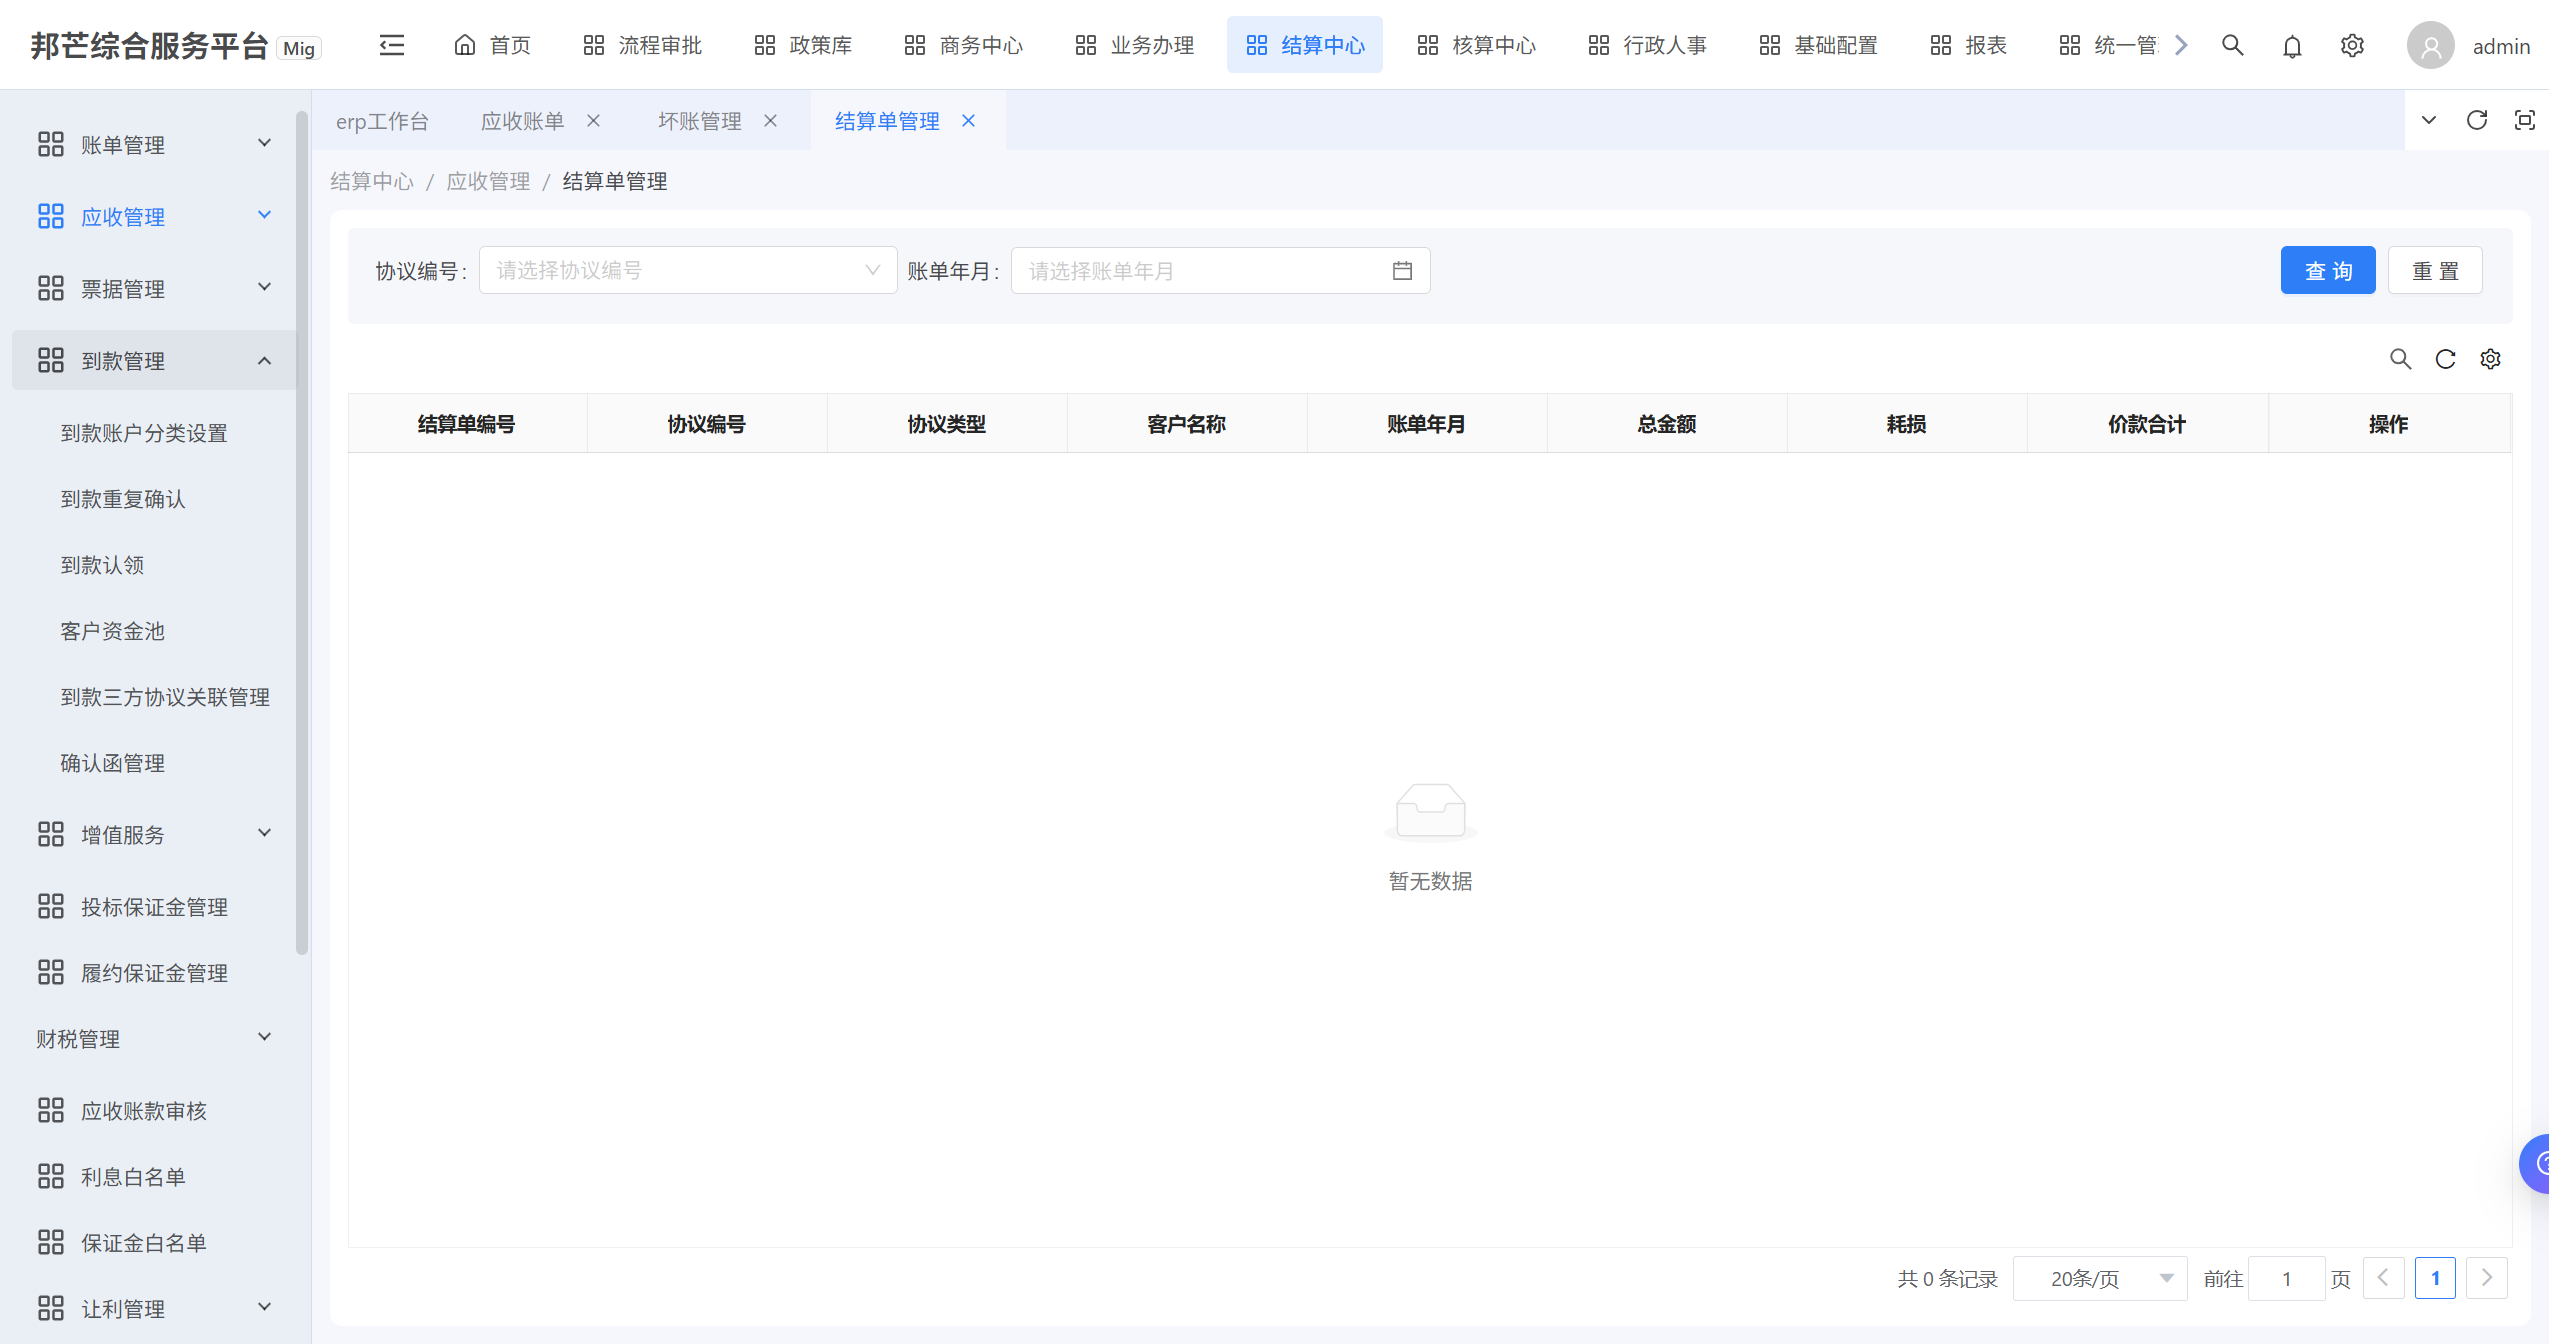 邦芒综合服务平台 Mig
首页 流程审批 政策库 商务中心 业务办理 结算中心 核算中心 行政人事 基础配置 报表 统一管
admin
账单管理
应收管理
票据管理
到款管理
到款账户分类设置
到款重复确认
到款认领
客户资金池
到款三方协议关联管理
确认函管理
增值服务
投标保证金管理
履约保证金管理
财税管理
应收账款审核
利息白名单
保证金白名单
让利管理
erp工作台 应收账单 坏账管理 结算单管理
结算中心 / 应收管理 / 结算单管理
协议编号: 请选择协议编号 账单年月: 请选择账单年月 查 询 重 置
结算单编号 协议编号 协议类型 客户名称 账单年月 总金额 耗损 价款合计 操作
暂无数据
共 0 条记录 20条/页 前往 1 页 1